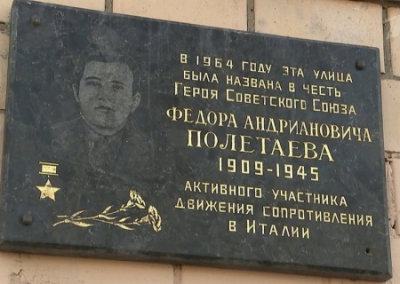 В 1964 ГОДУ ЭТА УЛИЦА
БЫЛА НАЗВАНА В ЧЕСТЬ
ГЕРОЯ СОВЕТСКОГО СОЮЗА
ФЕДОРА АНДРИАНОВИЧА
ПОЛЕТАЕВА
1909-1945
АКТИВНОГО УЧАСТНИКА
ДВИЖЕНИЯ СОПРОТИВЛЕНИЯ
В ИТАЛИИ